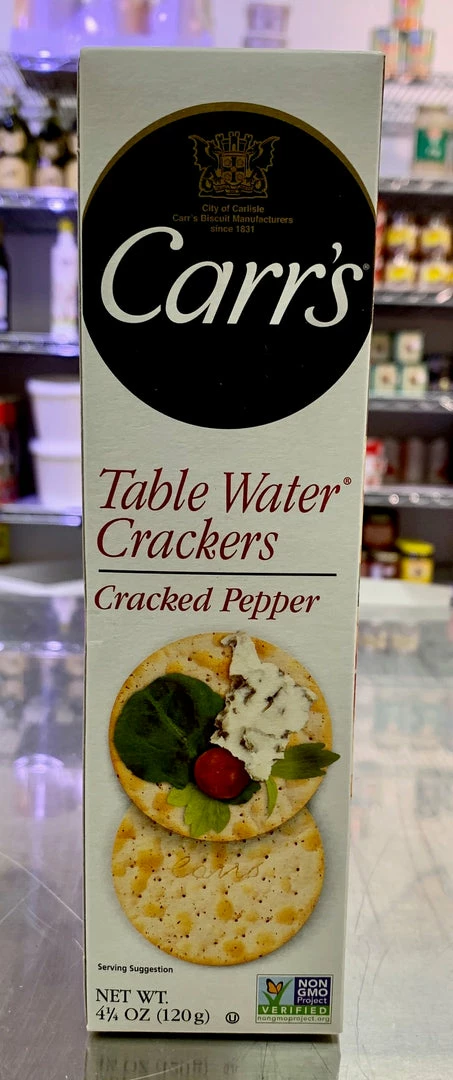 City of Carlisle
Carr's Biscuit Manufacturers
since 1831
Carr's®
Table Water®
Crackers
Cracked Pepper
Carr's
Serving Suggestion
NET WT.
4¼ OZ (120g) U
NON
GMO
Project
VERIFIED
nongmoproject.org